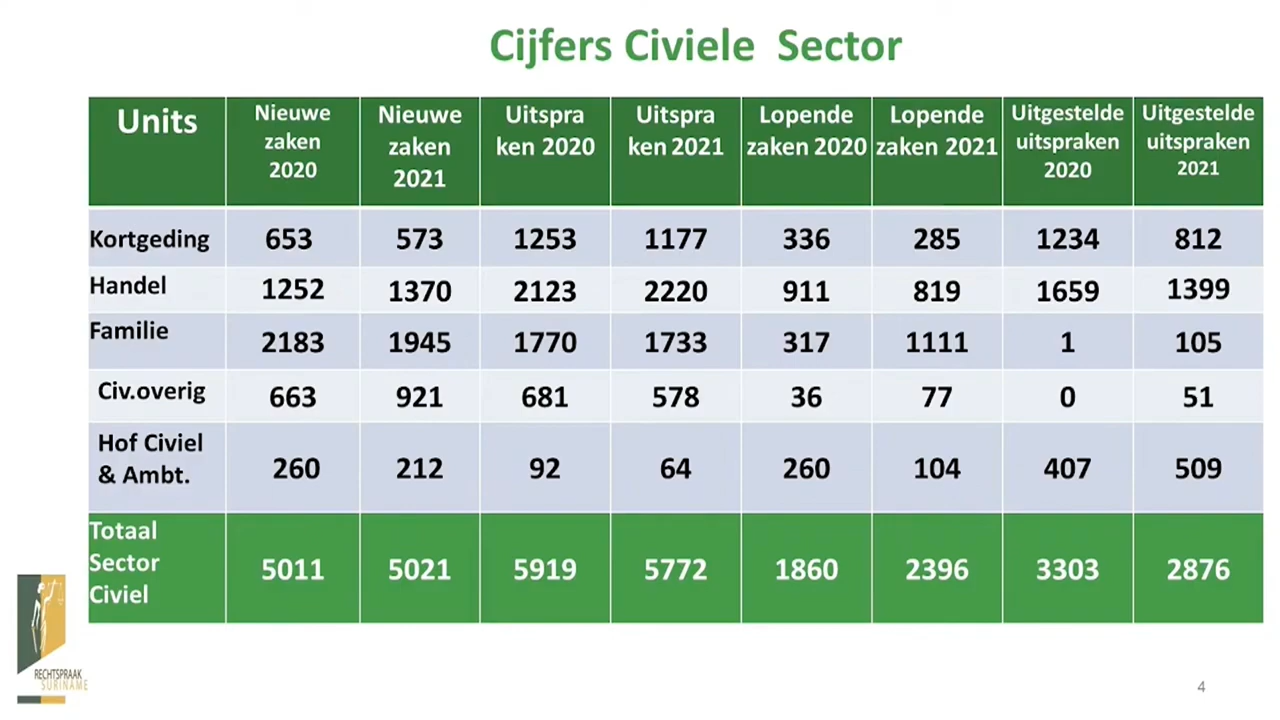 Cijfers Civiele Sector
Units
Nieuwe
zaken
2020
Nieuwe
zaken
2021
Uitspra
ken 2020
Uitspra
ken 2021
Lopende
zaken 2020
Lopende
zaken 2021
Uitgestelde
uitspraken
2020
Uitgestelde
uitspraken
2021
Kortgeding 653 573 1253 1177 336 285 1234 812
Handel 1252 1370 2123 2220 911 819 1659 1399
Familie 2183 1945 1770 1733 317 1111 1 105
Civ.overig 663 921 681 578 36 77 0 51
Hof Civiel
& Ambt. 260 212 92 64 260 104 407 509
Totaal
Sector
Civiel 5011 5021 5919 5772 1860 2396 3303 2876
RECHTSPRAAK
SURINAME
4